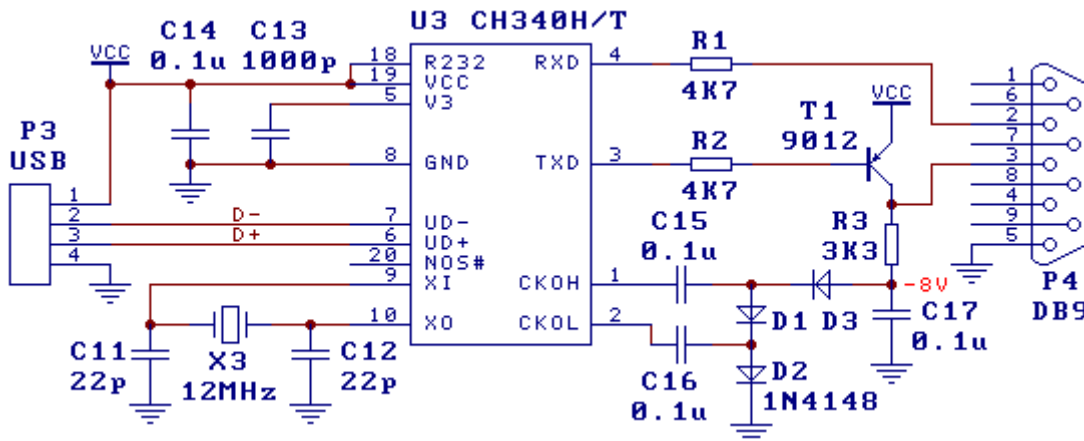 U3 CH340H/T
C14
0.1u
C13
1000p
VCC
18
19
5
8
7
6
20
9
10
R232
VCC
V3
GND
UD-
UD+
NOS#
XI
XO
RXD
TXD
CKOH
CKOL
4
3
1
2
P3
USB
1
2
3
4
D-
D+
C11
22p
X3
12MHz
C12
22p
R1
4K7
R2
4K7
T1
9012
VCC
C15
0.1u
C16
0.1u
R3
3K3
-8V
D1
D3
D2
1N4148
C17
0.1u
1
6
2
7
3
8
4
9
5
P4
DB9